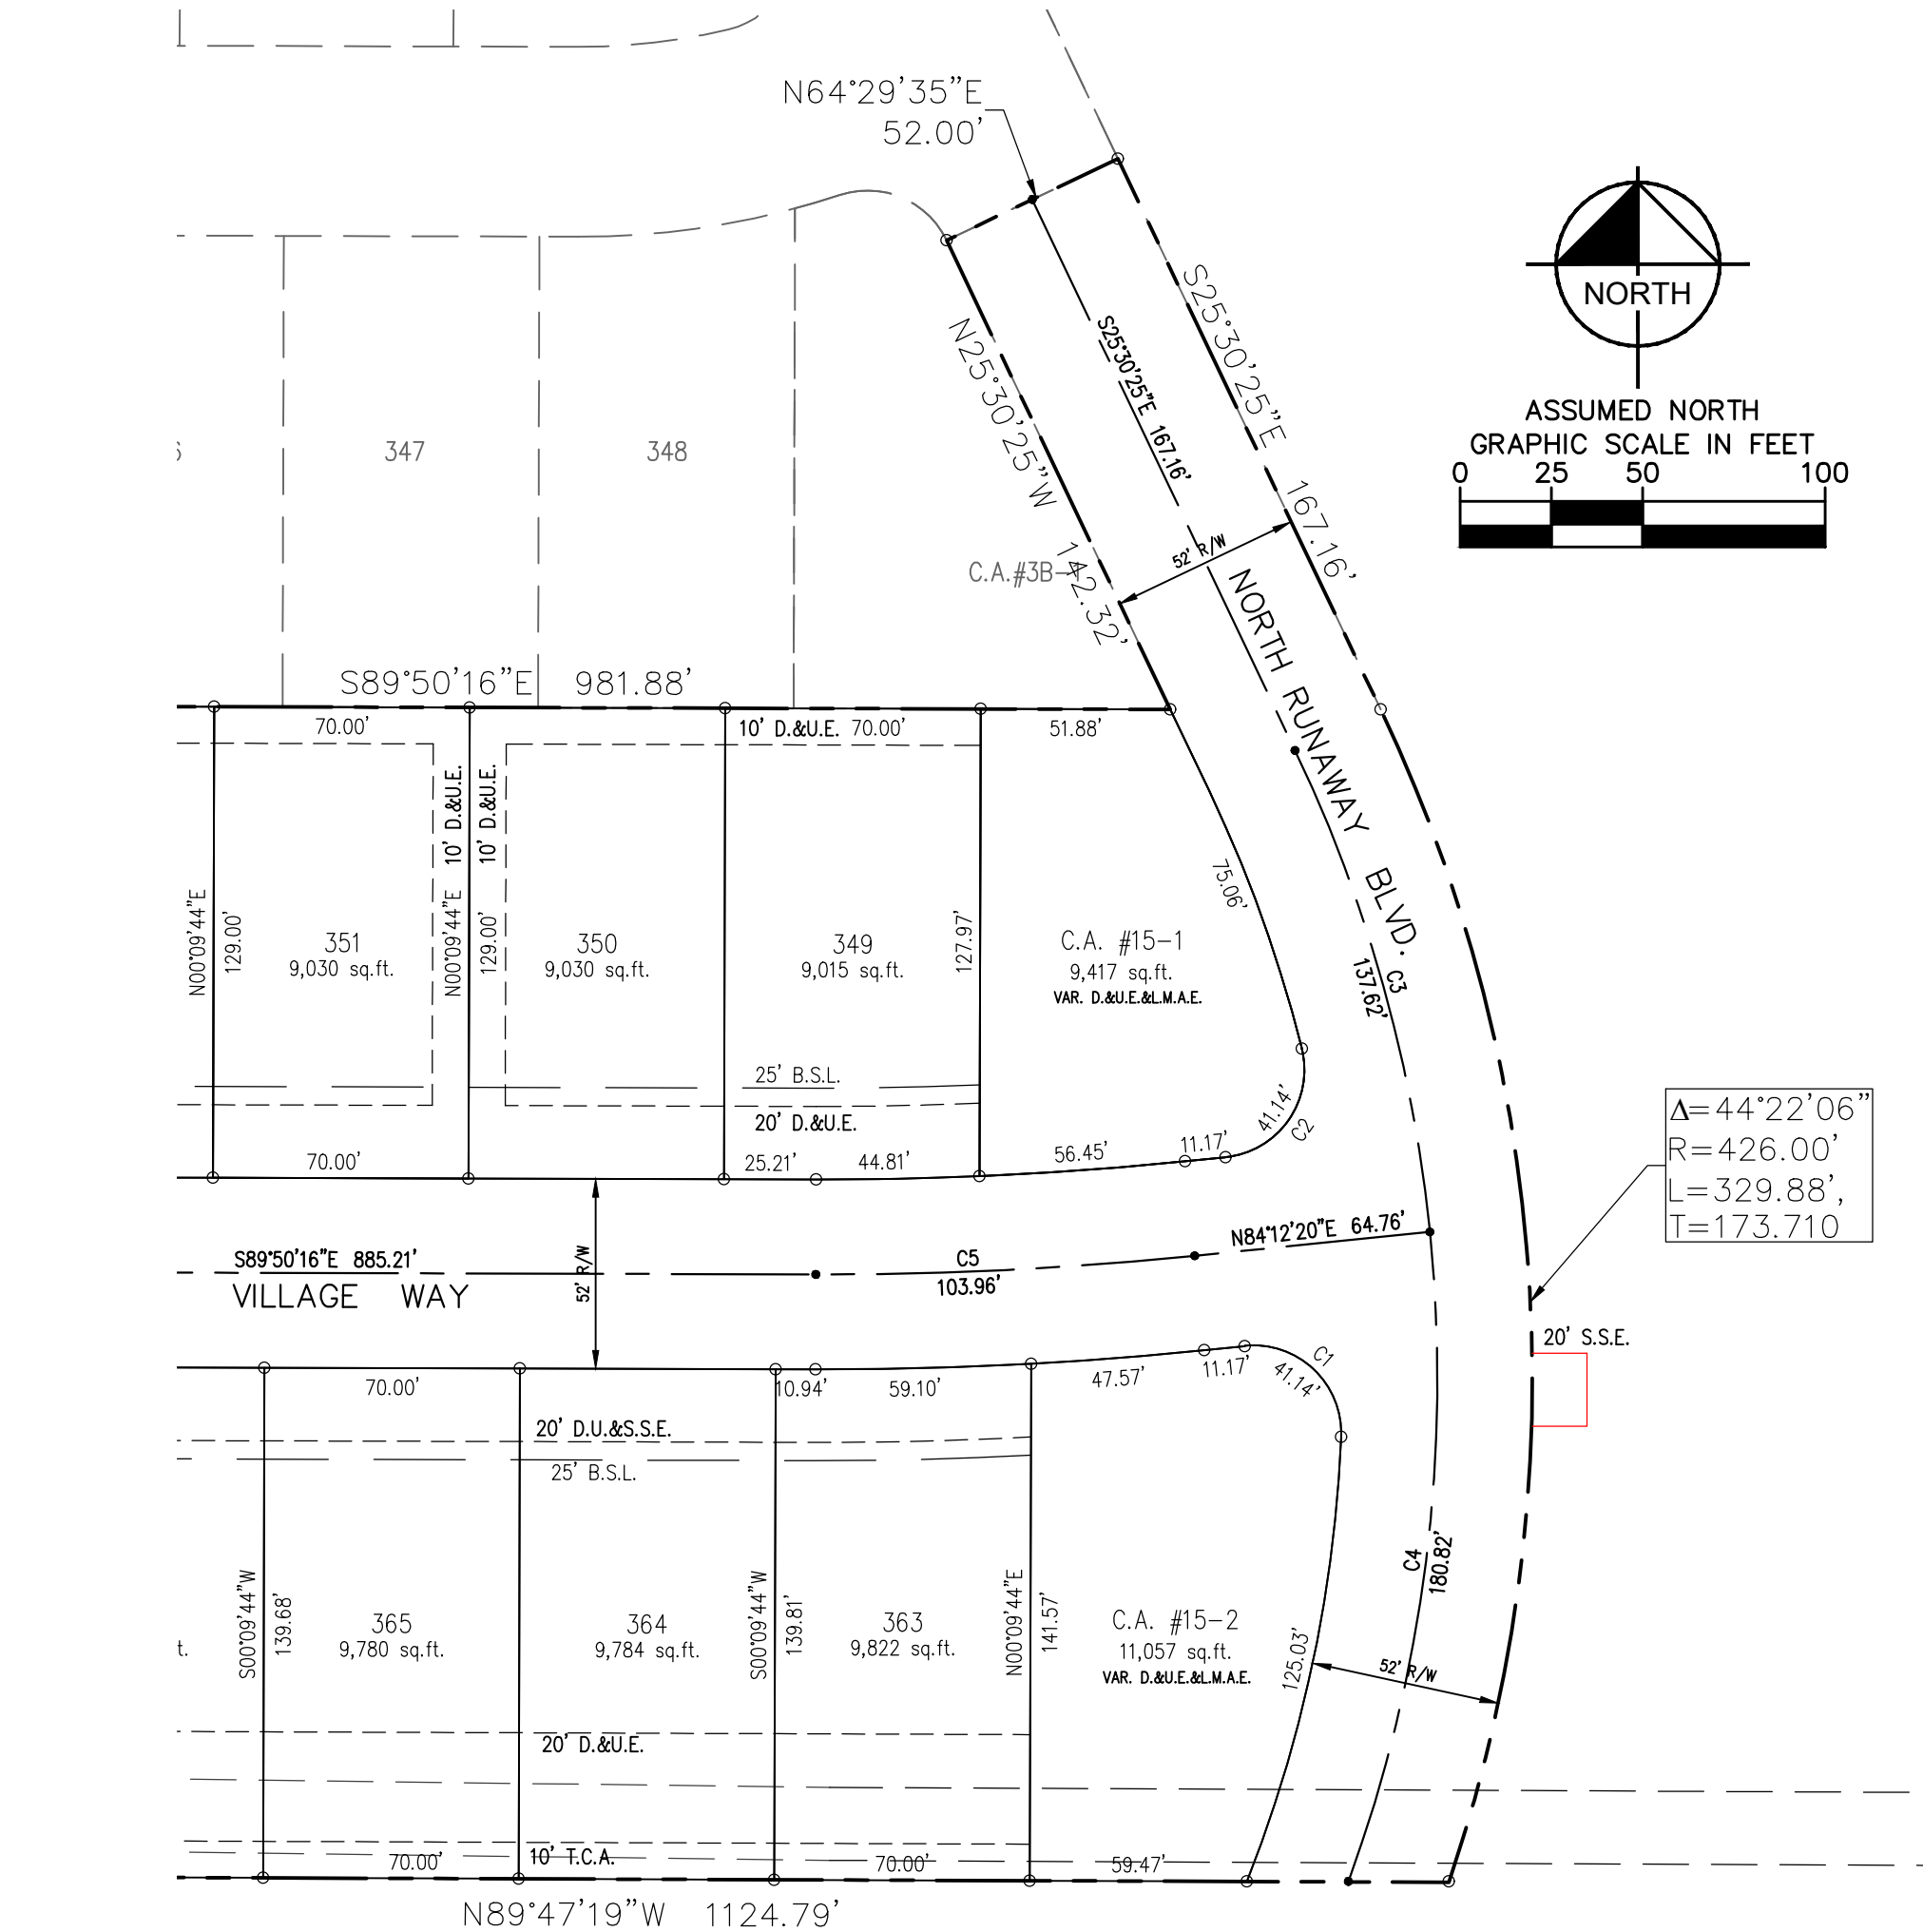 N64°29'35"E
52.00'
NORTH
ASSUMED NORTH
GRAPHIC SCALE IN FEET
0 25 50 100
S25°30'25"E 167.16'
S25°30'25"E 167.16'
N25°30'25"W 142.32'
347
348
C.A.#3B-
52' R/W
NORTH RUNAWAY BLVD.
S89°50'16"E 981.88'
70.00'
10' D.&U.E. 70.00'
51.88'
10' D.&U.E.
10' D.&U.E.
N00°09'44"E
129.00'
N00°09'44"E
129.00'
127.97'
75.06'
351
9,030 sq.ft.
350
9,030 sq.ft.
349
9,015 sq.ft.
C.A. #15-1
9,417 sq.ft.
VAR. D.&U.E.&L.M.A.E.
C3
137.62'
25' B.S.L.
20' D.&U.E.
41.14'
C2
70.00'
25.21'
44.81'
56.45'
11.17'
Δ=44°22'06"
R=426.00'
L=329.88',
T=173.710
N84°12'20"E 64.76'
S89°50'16"E 885.21'
VILLAGE WAY
52' R/W
C5
103.96'
20' S.S.E.
70.00'
10.94'
59.10'
47.57'
11.17'
C1
41.14'
20' D.U.&S.S.E.
25' B.S.L.
C4
180.82'
S00°09'44"W
139.68'
S00°09'44"W
139.81'
N00°09'44"E
141.57'
125.03'
t.
365
9,780 sq.ft.
364
9,784 sq.ft.
363
9,822 sq.ft.
C.A. #15-2
11,057 sq.ft.
VAR. D.&U.E.&L.M.A.E.
52' R/W
20' D.&U.E.
70.00'
10' T.C.A.
70.00'
59.47'
N89°47'19"W 1124.79'